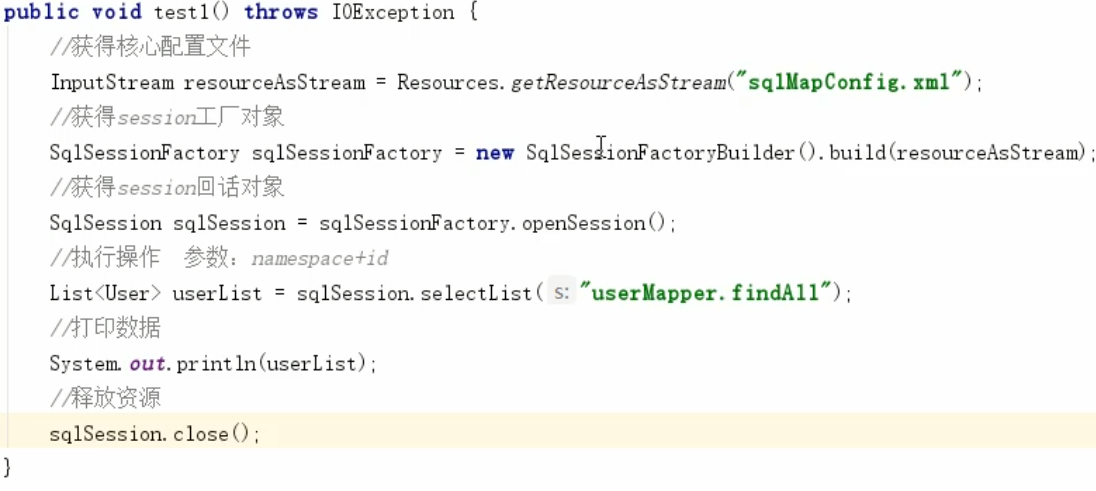 public void test1() throws IOException {
//获得核心配置文件
InputStream resourceAsStream = Resources.getResourceAsStream("sqlMapConfig.xml");
//获得session工厂对象
SqlSessionFactory sqlSessionFactory = new SqlSessionFactoryBuilder().build(resourceAsStream);
//获得session回话对象
SqlSession sqlSession = sqlSessionFactory.openSession();
//执行操作 参数：namespace+id
List<User> userList = sqlSession.selectList( s: "userMapper.findAll");
//打印数据
System.out.println(userList);
//释放资源
sqlSession.close();
}